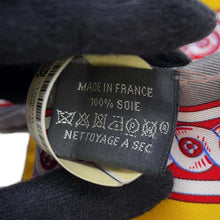 MADE IN FRANCE
100% SOIE
NETTOYAGE A SEC